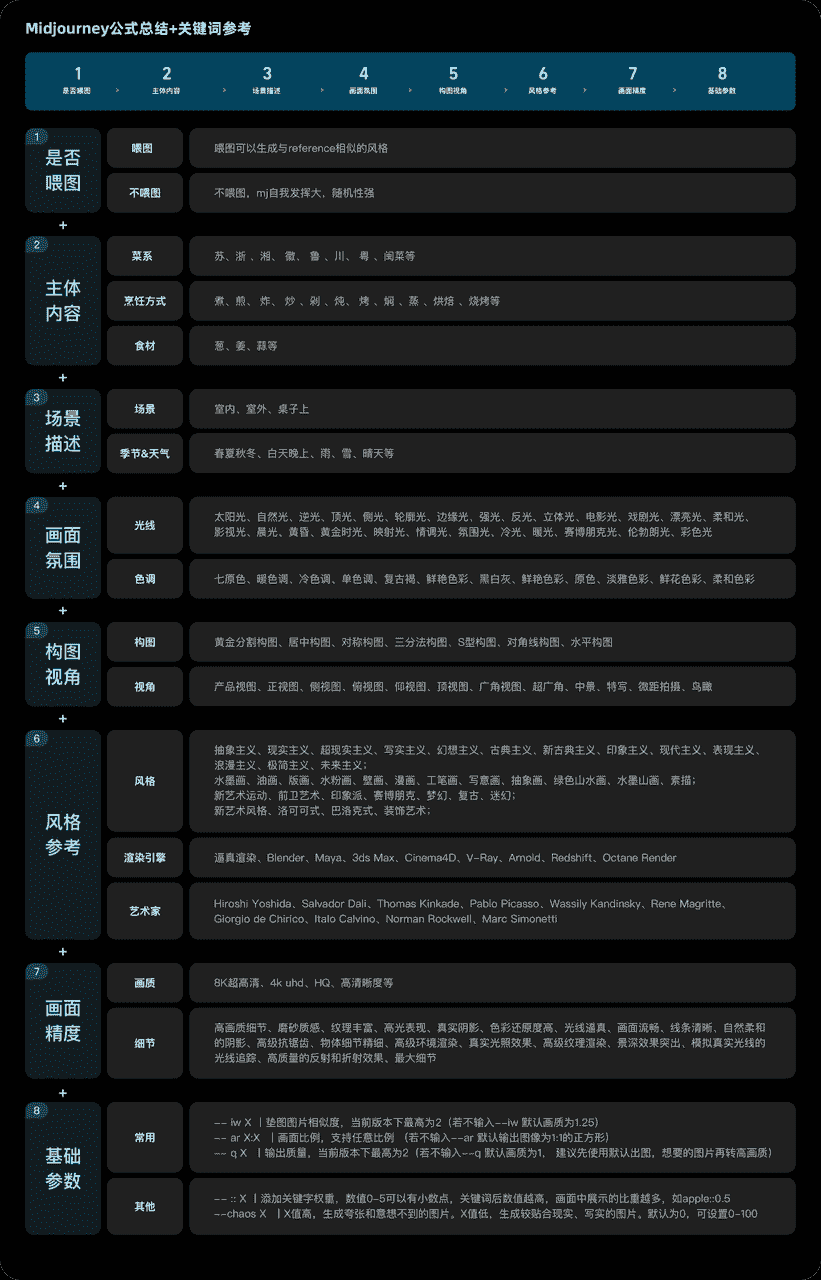 Midjourney公式总结+关键词参考
1 2 3 4 5 6 7 8
是否喂图 > 主体内容 > 场景描述 > 画面氛围 > 构图视角 > 风格参考 > 画面精度 > 基础参数
1
是否
喂图
喂图
喂图可以生成与reference相似的风格
不喂图
不喂图，mj自我发挥大、随机性强
+
2
主体
内容
菜系
苏、浙 、湘、 徽、 鲁 、川、 粤 、闽菜等
烹饪方式
煮、煎、 炸、 炒 、剁 、炖、 烤 、焖 、蒸 、烘焙 、烧烤等
食材
葱、姜、蒜等
+
3
场景
描述
场景
室内、室外、桌子上
季节&天气
春夏秋冬、白天晚上、雨、雪、晴天等
+
4
画面
氛围
光线
太阳光、自然光、逆光、顶光、侧光、轮廓光、边缘光、强光、反光、立体光、电影光、戏剧光、漂亮光、柔和光、
影视光、晨光、黄昏、黄金时光、映射光、情调光、氛围光、冷光、暖光、赛博朋克光、伦勃朗光、彩色光
色调
七原色、暖色调、冷色调、单色调、复古褐、鲜艳色彩、黑白灰、鲜艳色彩、原色、淡雅色彩、鲜花色彩、柔和色彩
+
5
构图
视角
构图
黄金分割构图、居中构图、对称构图、三分法构图、S型构图、对角线构图、水平构图
视角
产品视图、正视图、侧视图、俯视图、仰视图、顶视图、广角视图、超广角、中景、特写、微距拍摄、鸟瞰
+
6
风格
参考
风格
抽象主义、现实主义、超现实主义、写实主义、幻想主义、古典主义、新古典主义、印象主义、现代主义、表现主义、
浪漫主义、极简主义、未来主义；
水墨画、油画、版画、水粉画、壁画、漫画、工笔画、写意画、抽象画、绿色山水画、水墨山画、素描；
新艺术运动、前卫艺术、印象派、赛博朋克、梦幻、复古、迷幻；
新艺术风格、洛可可式、巴洛克式、装饰艺术；
渲染引擎
逼真渲染、Blender、Maya、3ds Max、Cinema4D、V-Ray、Arnold、Redshift、Octane Render
艺术家
Hiroshi Yoshida、Salvador Dali、Thomas Kinkade、Pablo Picasso、Wassily Kandinsky、Rene Magritte、
Giorgio de Chirico、Italo Calvino、Norman Rockwell、Marc Simonetti
+
7
画面
精度
画质
8K超高清、4k uhd、HQ、高清晰度等
细节
高画质细节、磨砂质感、纹理丰富、高光表现、真实阴影、色彩还原度高、光线逼真、画面流畅、线条清晰、自然柔和
的阴影、高级抗锯齿、物体细节精细、高级环境渲染、真实光照效果、高级纹理渲染、景深效果突出、模拟真实光线的
光线追踪、高质量的反射和折射效果、最大细节
+
8
基础
参数
常用
-- iw X ｜垫图图片相似度，当前版本下最高为2（若不输入--iw 默认画质为1.25）
-- ar X:X ｜画面比例，支持任意比例 （若不输入--ar 默认输出图像为1:1的正方形）
-- q X ｜输出质量，当前版本下最高为2（若不输入--q 默认画质为1， 建议先使用默认出图，想要的图片再转高画质）
其他
-- :: X ｜添加关键字权重，数值0-5可以有小数点，关键词后数值越高，画面中展示的比重越多，如apple::0.5
--chaos X ｜X值高，生成夸张和意想不到的图片。X值低，生成较贴合现实、写实的图片。默认为0，可设置0-100